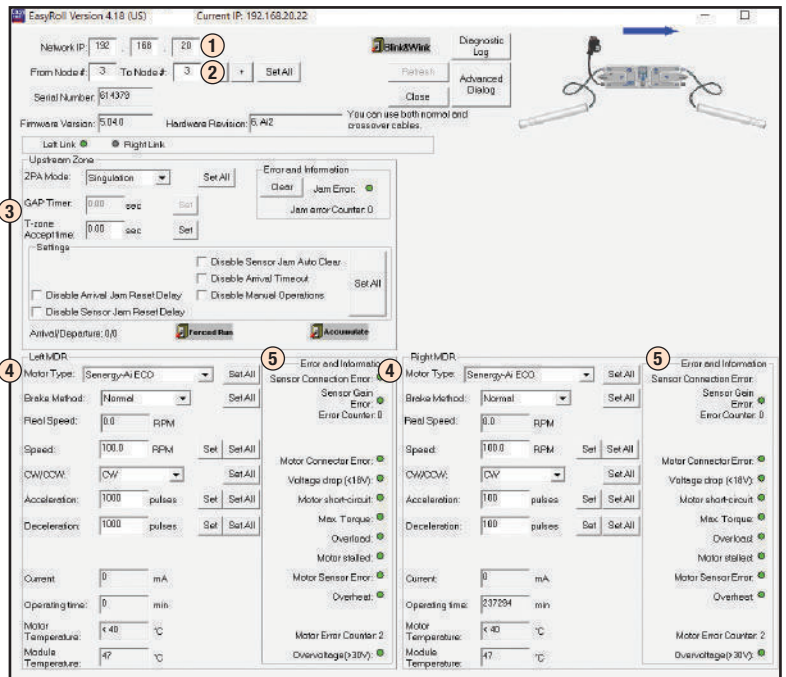 EasyRoll Version 4.18 (US) Current IP: 192.168.20.22
Network IP: 192 . 168 . 20 1
Blink&Wink
Diagnostic Log
From Node #: 3 To Node #: 3 2 + Set All
Refresh
Advanced Dialog
Serial Number: 614379
Close
Firmware Version: 5.04.0 Hardware Revision: 6, Ai2
You can use both normal and crossover cables.
Left Link Right Link
Upstream Zone
ZPA Mode: Singulation Set All
Error and Information
Clear Jam Error:
Jam error Counter: 0
3
GAP Timer: 0.00 sec Set
T-zone Accept time: 0.00 sec Set
Settings
Disable Sensor Jam Auto Clear
Disable Arrival Timeout
Set All
Disable Arrival Jam Reset Delay Disable Manual Operations
Disable Sensor Jam Reset Delay
Arrival/Departure: 0/0 Forced Run Accumulate
Left MDR
4 Motor Type: Senergy-Ai ECO Set All
Brake Method: Normal Set All
Real Speed: 0.0 RPM
Speed: 100.0 RPM Set Set All
CW/CCW: CW Set All
Acceleration: 1000 pulses Set Set All
Deceleration: 1000 pulses Set Set All
Current: 0 mA
Operating time: 0 min
Motor Temperature: < 40 °C
Module Temperature: 47 °C
5
Error and Information
Sensor Connection Error:
Sensor Gain Error:
Error Counter: 0
Motor Connector Error:
Voltage drop (<18V):
Motor short-circuit:
Max. Torque:
Overload:
Motor stalled:
Motor Sensor Error:
Overheat:
Motor Error Counter: 2
Overvoltage(>30V):
Right MDR
4 Motor Type: Senergy-Ai ECO Set All
Brake Method: Normal Set All
Real Speed: 0.0 RPM
Speed: 100.0 RPM Set Set All
CW/CCW: CW Set All
Acceleration: 100 pulses Set Set All
Deceleration: 100 pulses Set Set All
Current: 0 mA
Operating time: 237294 min
Motor Temperature: < 40 °C
Module Temperature: 47 °C
5
Error and Information
Sensor Connection Error:
Sensor Gain Error:
Error Counter: 0
Motor Connector Error:
Voltage drop (<18V):
Motor short-circuit:
Max. Torque:
Overload:
Motor stalled:
Motor Sensor Error:
Overheat:
Motor Error Counter: 2
Overvoltage(>30V):